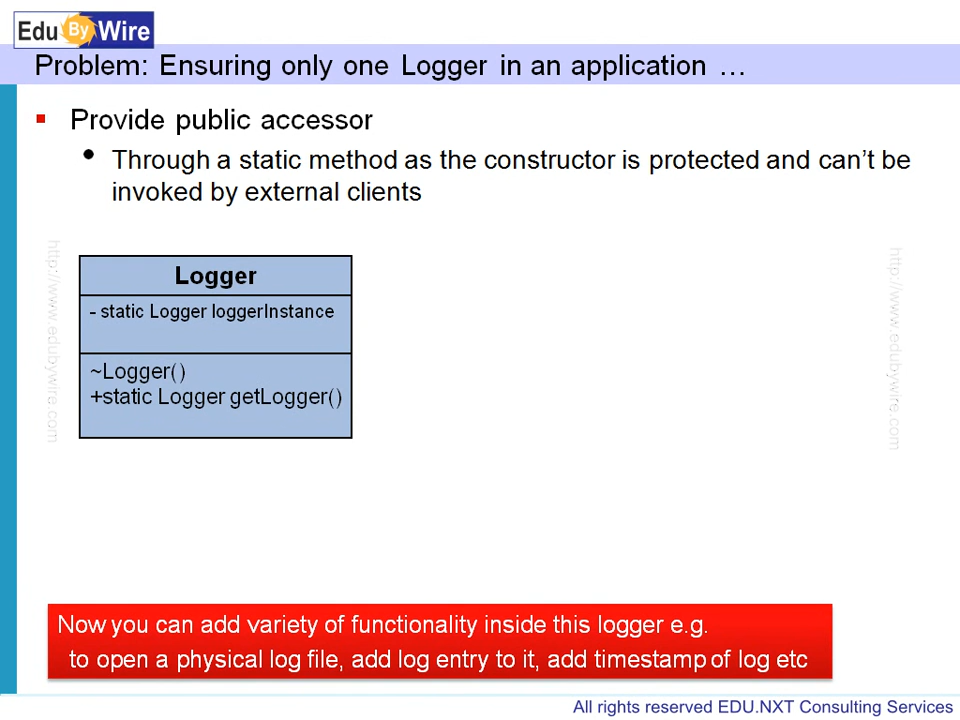 Edu By Wire
Problem: Ensuring only one Logger in an application …
Provide public accessor
Through a static method as the constructor is protected and can't be
invoked by external clients
http://www.edubywire.com
http://www.edubywire.com
Logger
- static Logger loggerInstance
~Logger()
+static Logger getLogger()
Now you can add variety of functionality inside this logger e.g.
to open a physical log file, add log entry to it, add timestamp of log etc
All rights reserved EDU.NXT Consulting Services